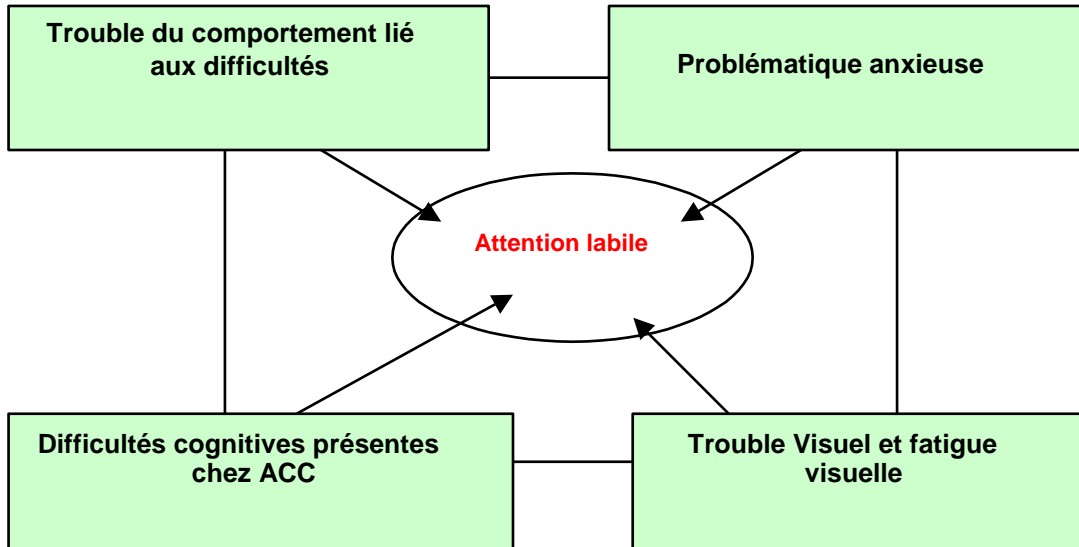 Trouble du comportement lié
aux difficultés
Problématique anxieuse
Attention labile
Difficultés cognitives présentes
chez ACC
Trouble Visuel et fatigue
visuelle